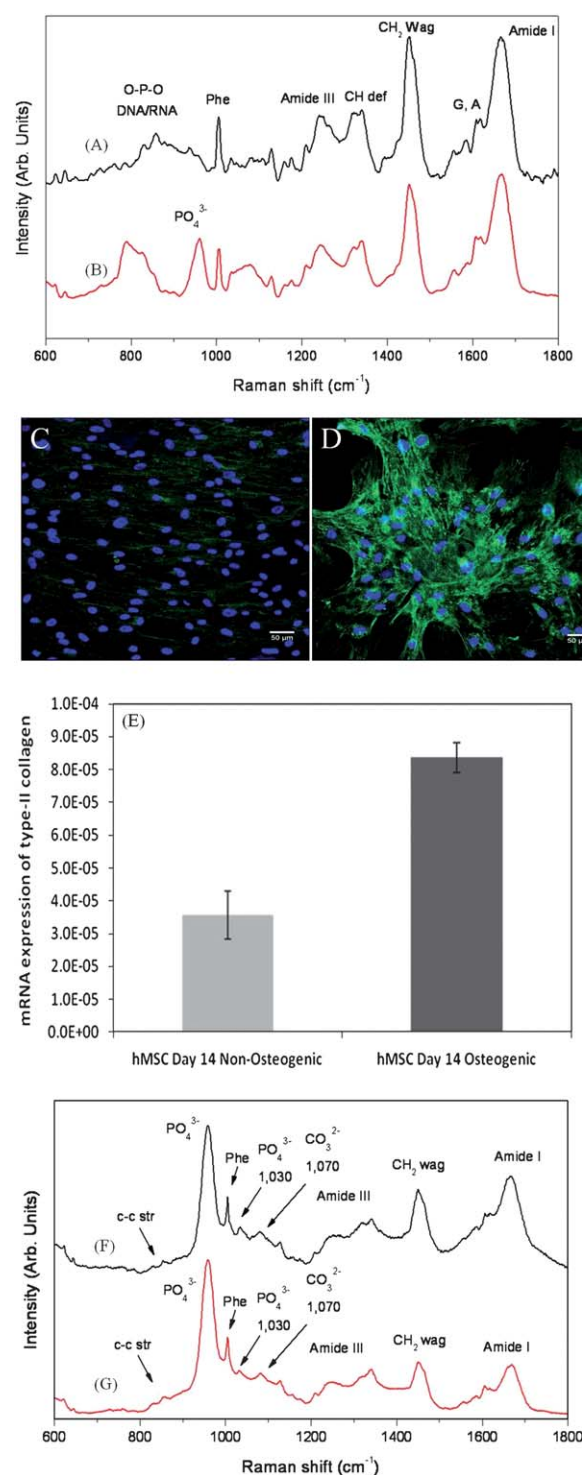 CH₂ Wag
Amide I
O-P-O
DNA/RNA
Phe
Amide III
CH def
G, A
(A)
PO₄³⁻
(B)
Intensity (Arb. Units)
600 800 1000 1200 1400 1600 1800
Raman shift (cm⁻¹)
C
D
50 µm
50 µm
(E)
1.0E-04
9.0E-05
8.0E-05
7.0E-05
6.0E-05
5.0E-05
4.0E-05
3.0E-05
2.0E-05
1.0E-05
0.0E+00
mRNA expression of type-II collagen
hMSC Day 14 Non-Osteogenic
hMSC Day 14 Osteogenic
PO₄³⁻
Phe
PO₄³⁻
1,030
CO₃²⁻
1,070
Amide III
CH₂ wag
Amide I
c-c str
(F)
PO₄³⁻
Phe
PO₄³⁻
1,030
CO₃²⁻
1,070
Amide III
CH₂ wag
Amide I
c-c str
(G)
Intensity (Arb. Units)
600 800 1000 1200 1400 1600 1800
Raman shift (cm⁻¹)